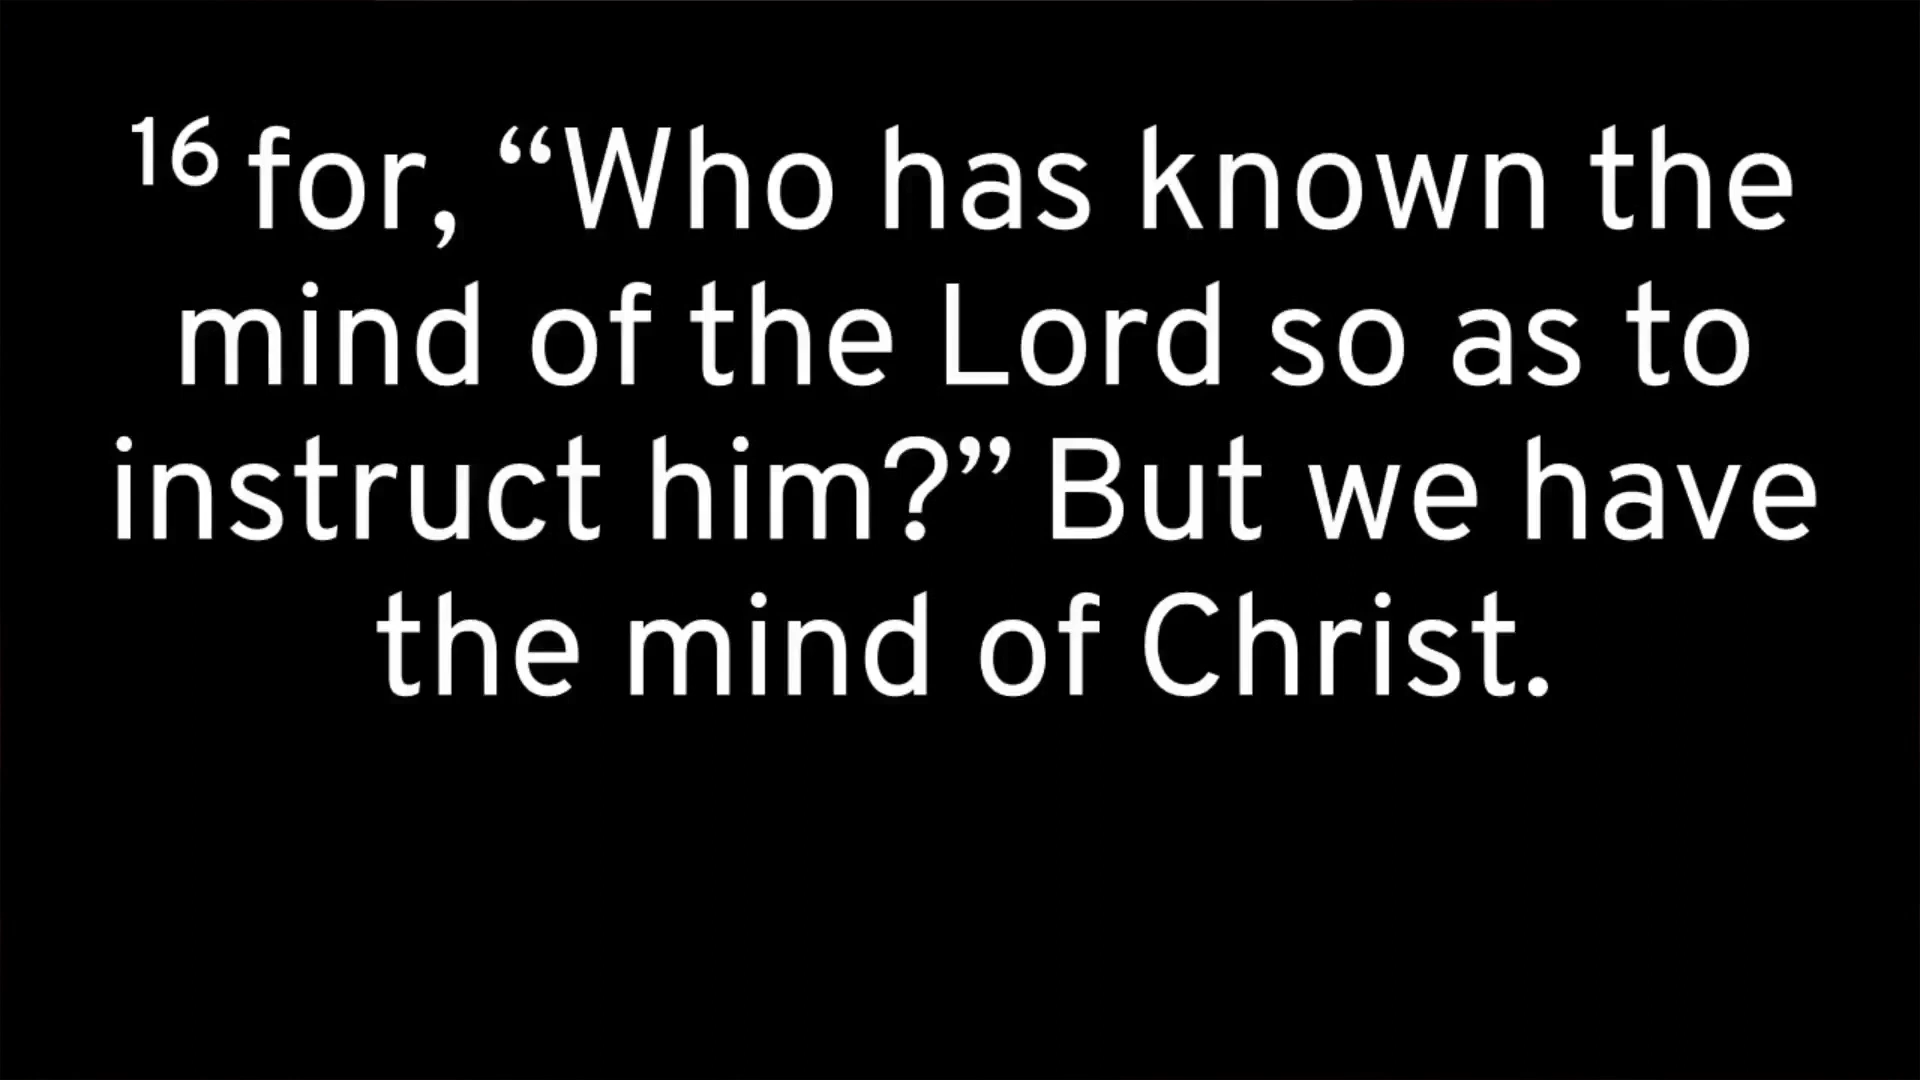 16 for, “Who has known the
mind of the Lord so as to
instruct him?” But we have
the mind of Christ.